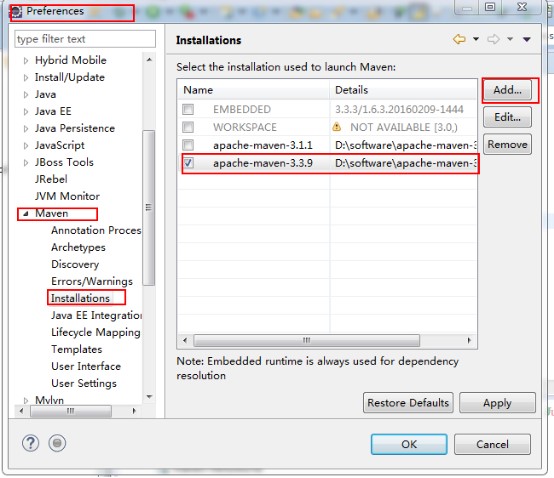 Preferences
type filter text
Hybrid Mobile
Install/Update
Java
Java EE
Java Persistence
JavaScript
JBoss Tools
JRebel
JVM Monitor
Maven
Annotation Proces
Archetypes
Discovery
Errors/Warnings
Installations
Java EE Integration
Lifecycle Mapping
Templates
User Interface
User Settings
Mylyn
Installations
Select the installation used to launch Maven:
Name Details
EMBEDDED 3.3.3/1.6.3.20160209-1444
WORKSPACE NOT AVAILABLE [3.0,)
apache-maven-3.1.1 D:\software\apache-maven-3
apache-maven-3.3.9 D:\software\apache-maven-3
Add...
Edit...
Remove
Note: Embedded runtime is always used for dependency
resolution
Restore Defaults Apply
OK Cancel